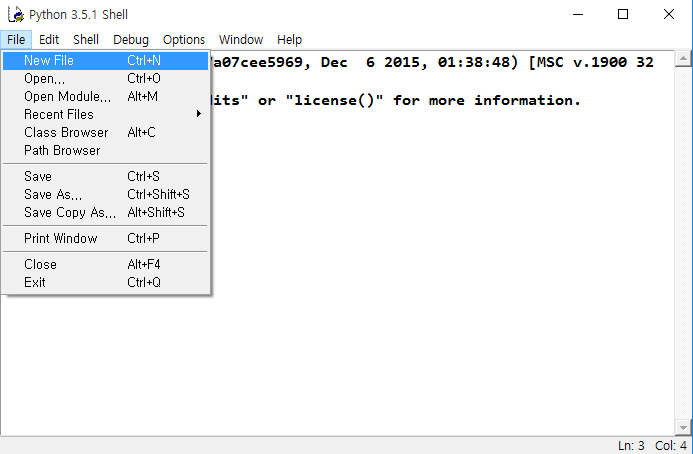 Python 3.5.1 Shell
File Edit Shell Debug Options Window Help
New File Ctrl+N
Open... Ctrl+O
Open Module... Alt+M
Recent Files
Class Browser Alt+C
Path Browser
Save Ctrl+S
Save As... Ctrl+Shift+S
Save Copy As... Alt+Shift+S
Print Window Ctrl+P
Close Alt+F4
Exit Ctrl+Q
a07cee5969, Dec  6 2015, 01:38:48) [MSC v.1900 32
" or "license()" for more information.
Ln: 3 Col: 4